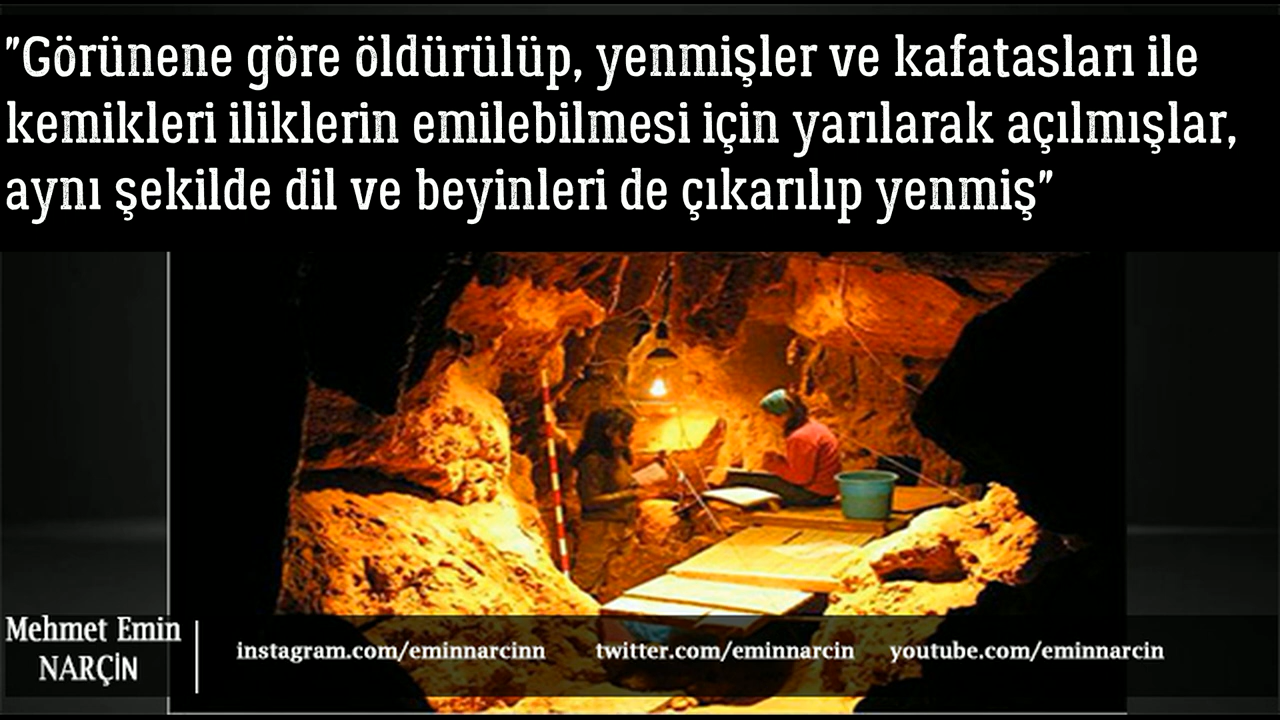 "Görünene göre öldürülüp, yenmişler ve kafatasları ile
kemikleri iliklerin emilebilmesi için yarılarak açılmışlar,
aynı şekilde dil ve beyinleri de çıkarılıp yenmiş"
Mehmet Emin
NARÇİN
instagram.com/eminnarcinn twitter.com/eminnarcin youtube.com/eminnarcin